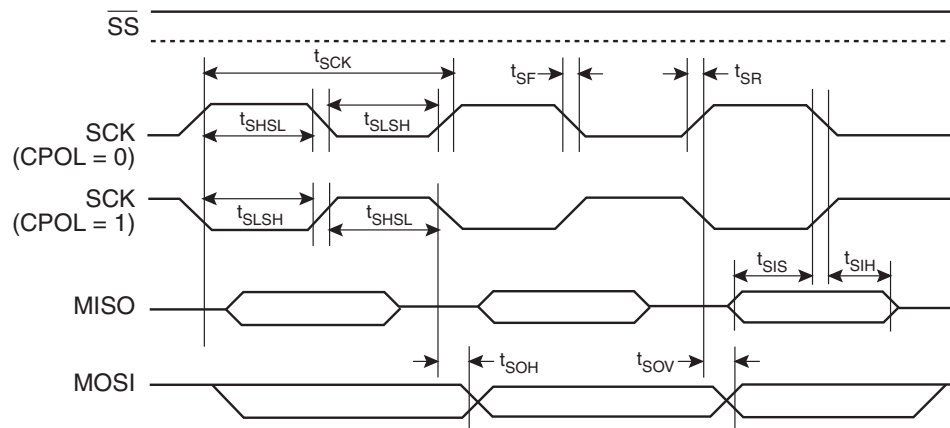 SS
tSCK
tSF
tSR
SCK
(CPOL = 0)
tSHSL
tSLSH
SCK
(CPOL = 1)
tSLSH
tSHSL
tSIS
tSIH
MISO
tSOH
tSOV
MOSI